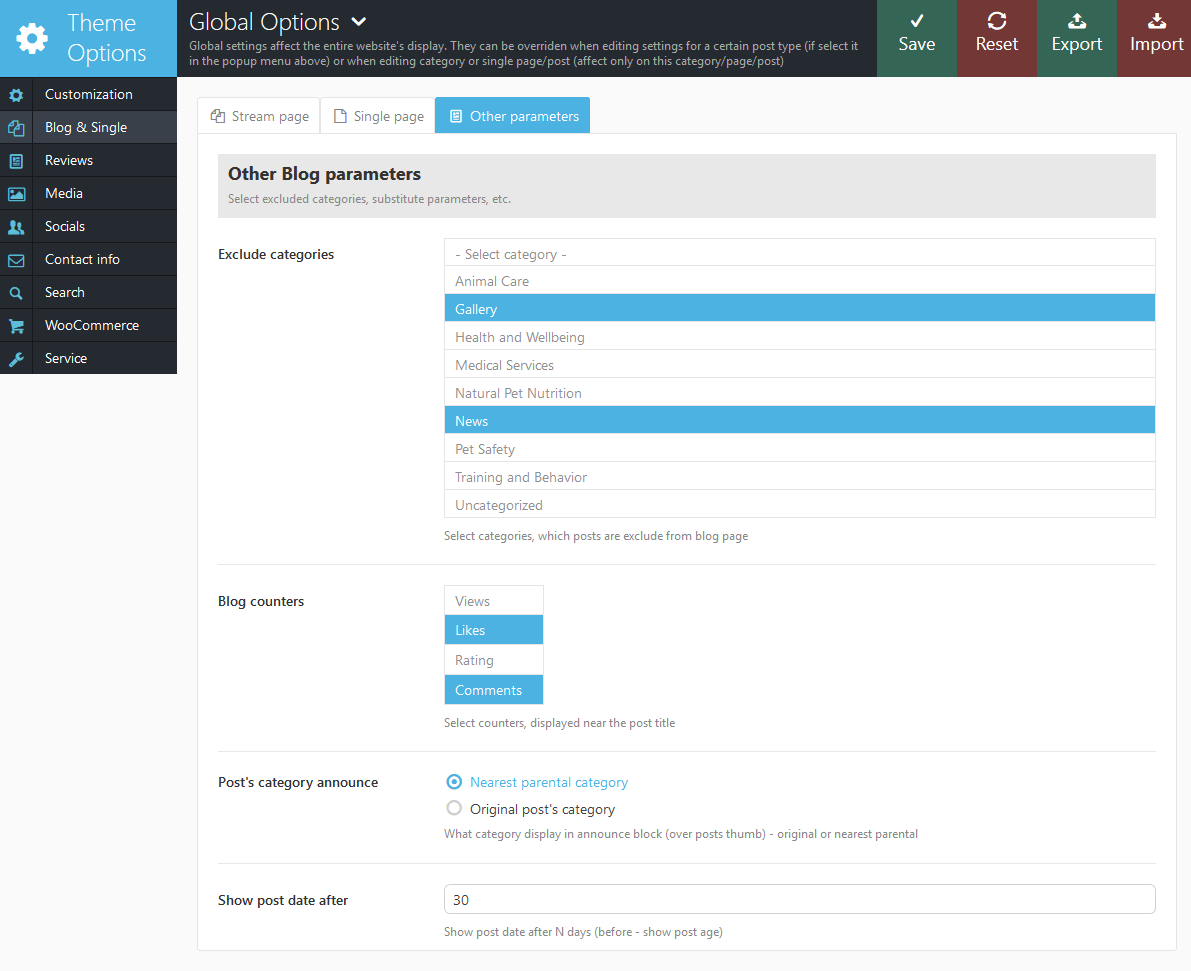 Theme
Options
Global Options
Global settings affect the entire website's display. They can be overriden when editing settings for a certain post type (if select it
in the popup menu above) or when editing category or single page/post (affect only on this category/page/post)
Save
Reset
Export
Import
Customization
Blog & Single
Reviews
Media
Socials
Contact info
Search
WooCommerce
Service
Stream page
Single page
Other parameters
Other Blog parameters
Select excluded categories, substitute parameters, etc.
Exclude categories
- Select category -
Animal Care
Gallery
Health and Wellbeing
Medical Services
Natural Pet Nutrition
News
Pet Safety
Training and Behavior
Uncategorized
Select categories, which posts are exclude from blog page
Blog counters
Views
Likes
Rating
Comments
Select counters, displayed near the post title
Post's category announce
Nearest parental category
Original post's category
What category display in announce block (over posts thumb) - original or nearest parental
Show post date after
30
Show post date after N days (before - show post age)